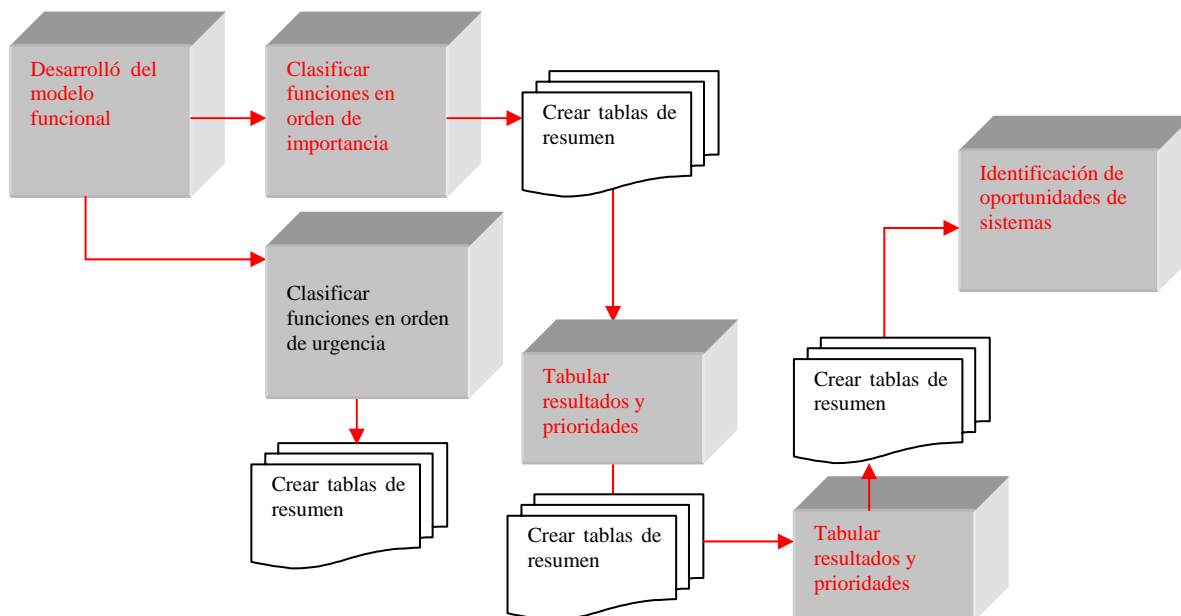 Desarrolló del
modelo
funcional
Clasificar
funciones en
orden de
importancia
Crear tablas de
resumen
Identificación de
oportunidades de
sistemas
Clasificar
funciones en orden
de urgencia
Tabular
resultados y
prioridades
Crear tablas de
resumen
Crear tablas de
resumen
Crear tablas de
resumen
Tabular
resultados y
prioridades